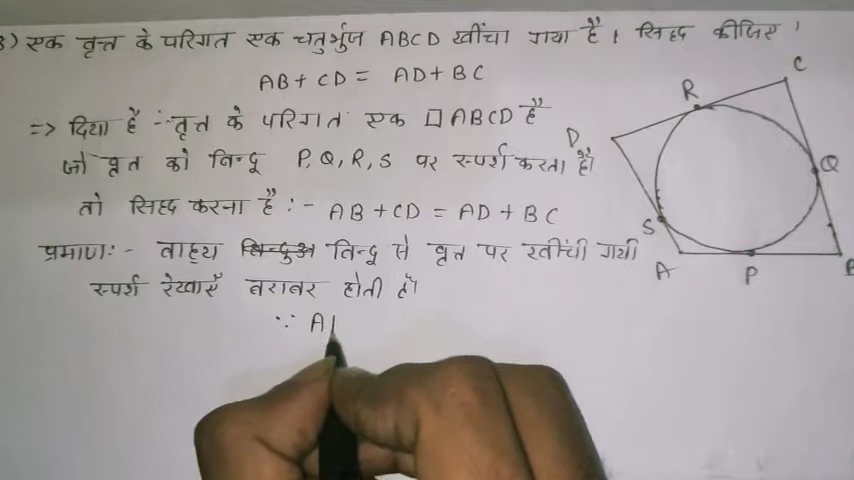 3) एक वृत्त के परिगत एक चतुर्भुज ABCD खींचा गया है। सिद्ध कीजिए
AB + CD = AD + BC
=> दिया है :- वृत्त के परिगत एक □ABCD है
जो वृत को बिन्दू P, Q, R, S पर स्पर्श करता है।
तो सिद्ध करना है :- AB + CD = AD + BC
प्रमाण:- बाह्य बिन्दू से वृत्त पर खींची गयी
स्पर्श रेखाएँ बराबर होती है।
∵ A
C
R
D
Q
S
A
P
B